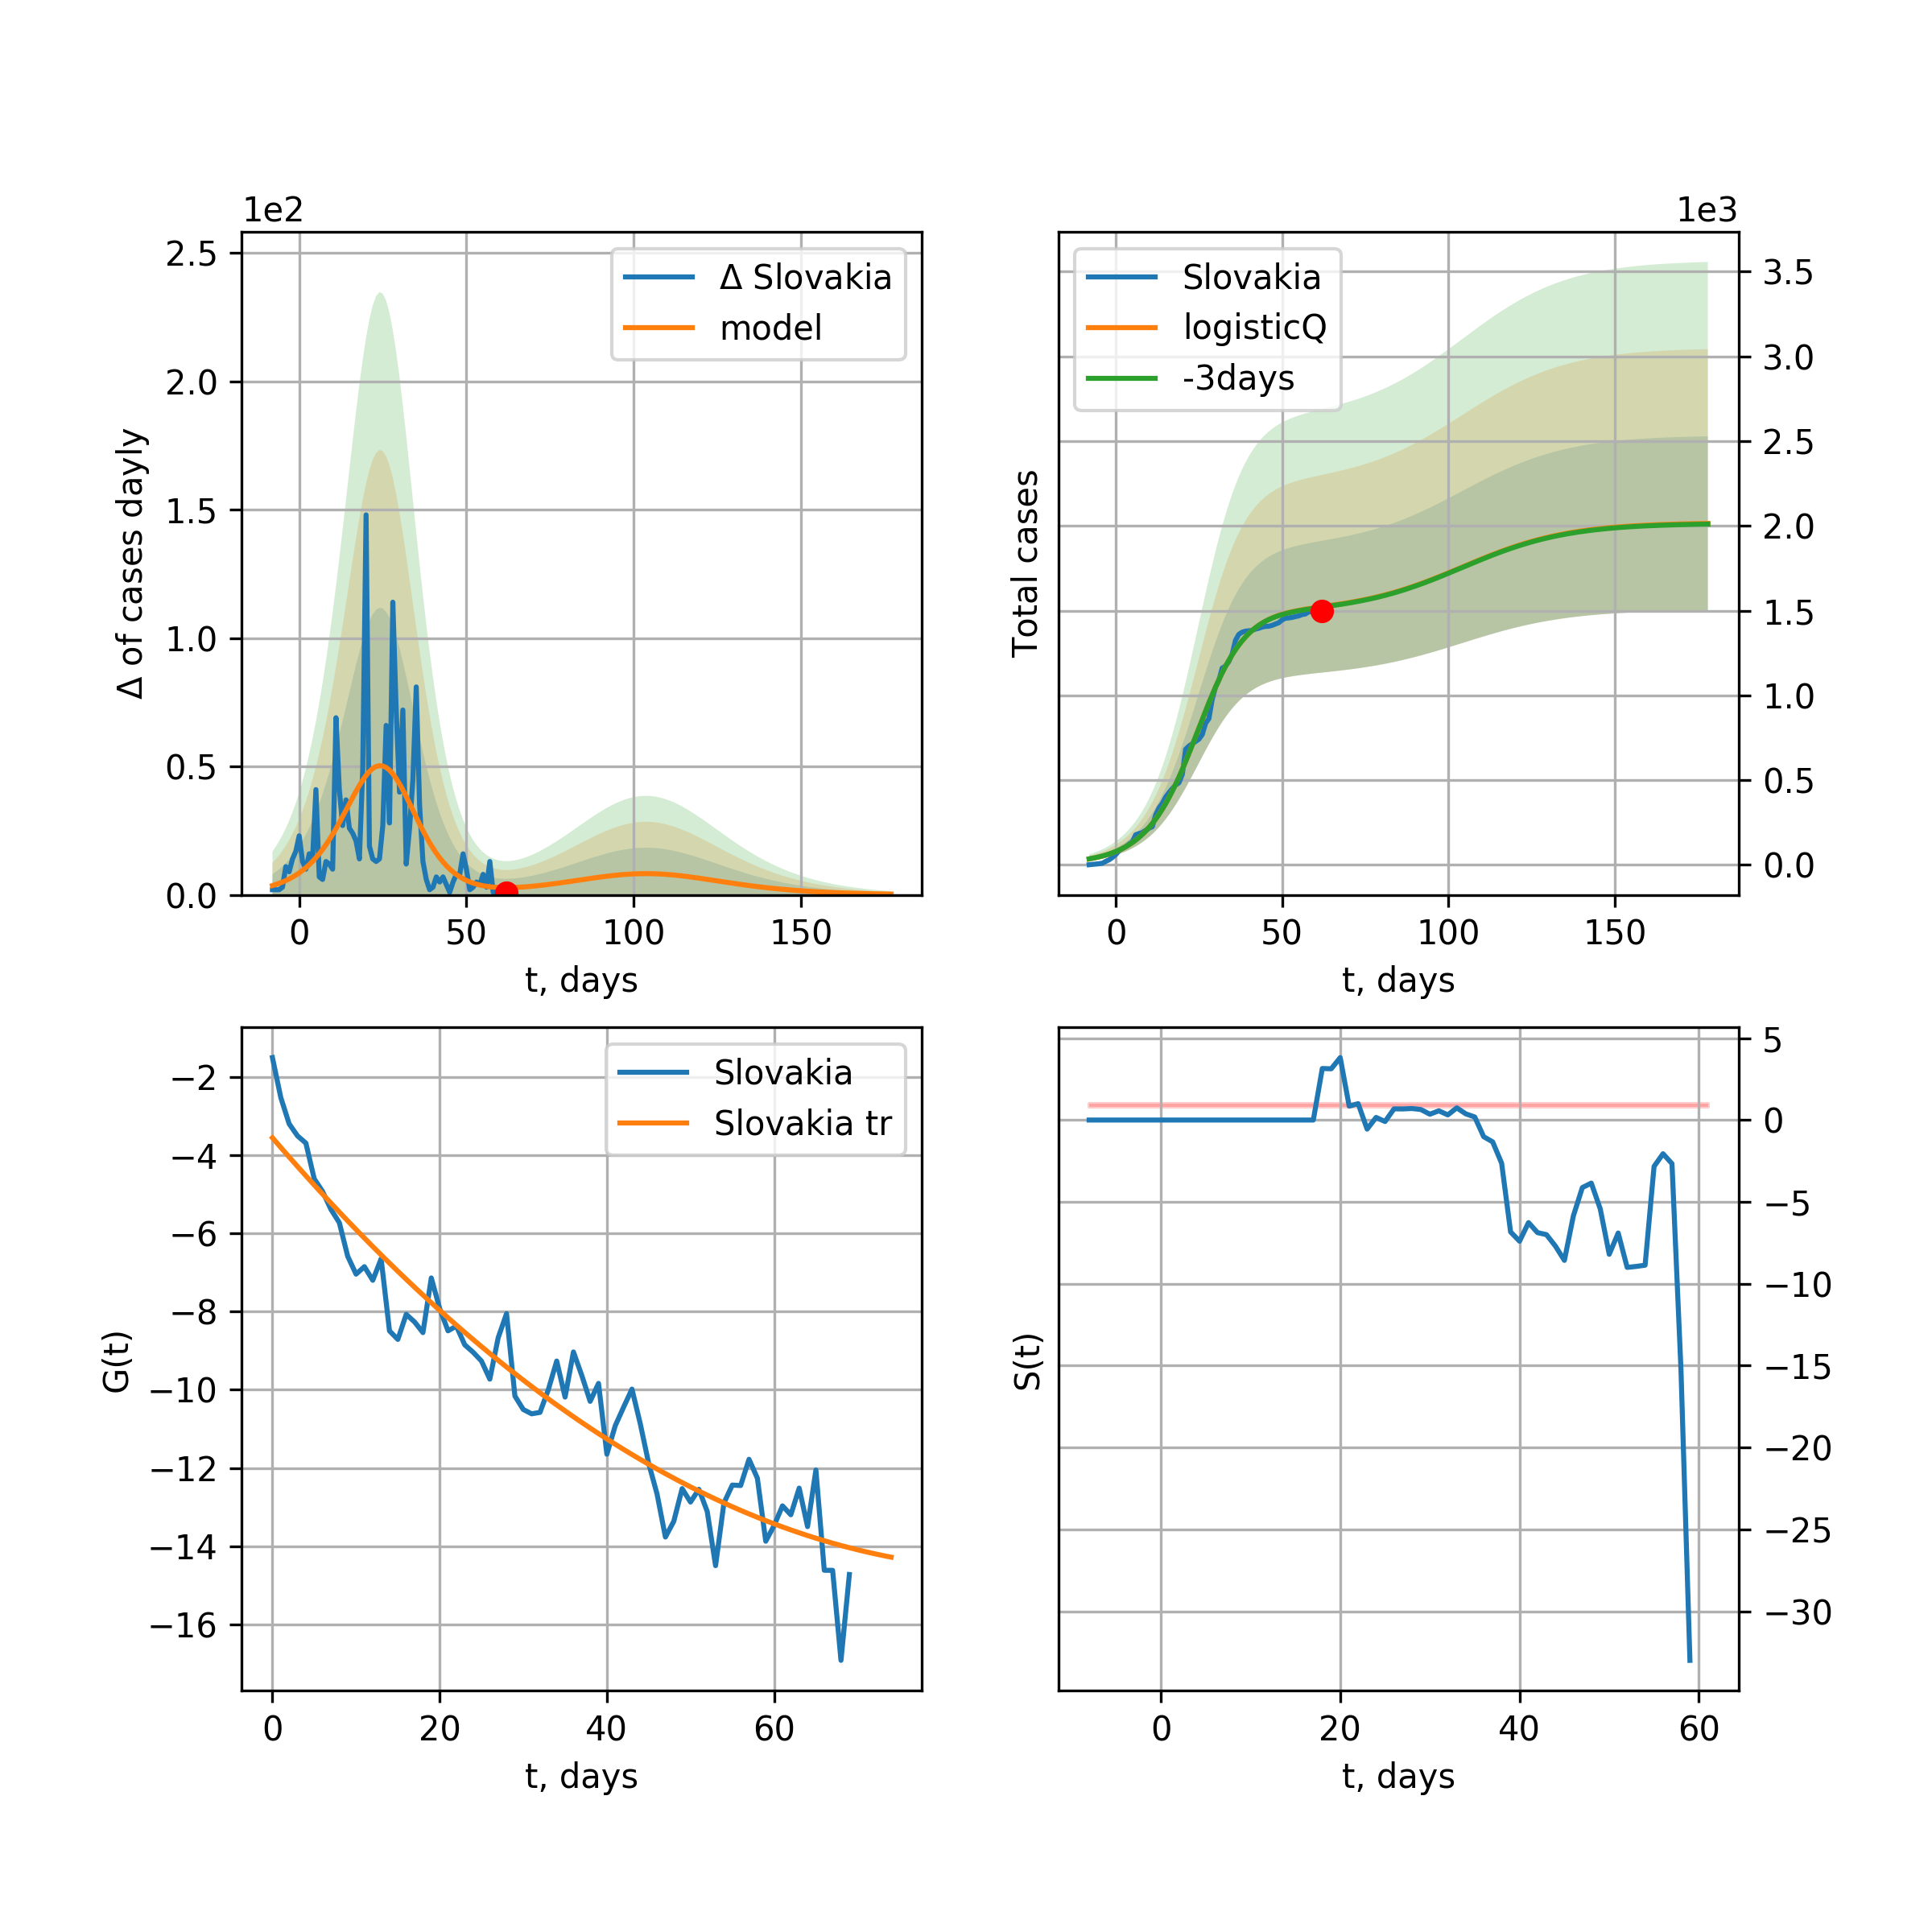 1e2
2.5
2.0
1.5
1.0
0.5
0.0
Δ of cases dayly
Δ Slovakia
model
0 50 100 150
t, days
1e3
Slovakia
logisticQ
-3days
Total cases
3.5
3.0
2.5
2.0
1.5
1.0
0.5
0.0
0 50 100 150
t, days
−2
−4
−6
−8
−10
−12
−14
−16
G(t)
Slovakia
Slovakia tr
0 20 40 60
t, days
S(t)
5
0
−5
−10
−15
−20
−25
−30
0 20 40 60
t, days